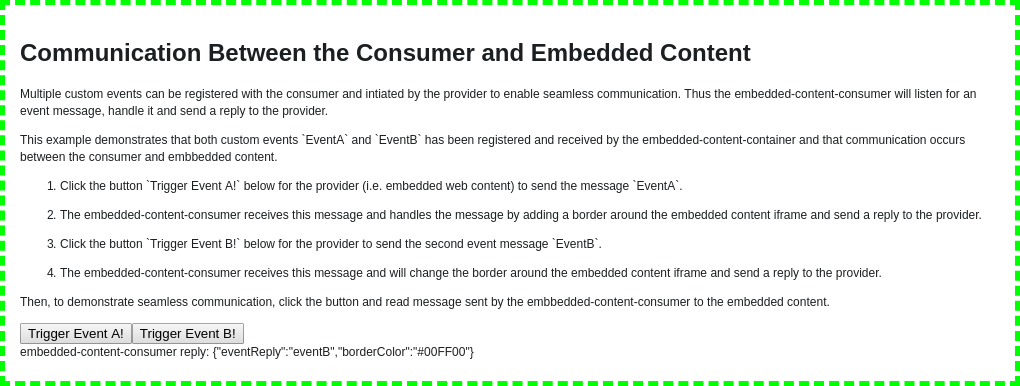 Communication Between the Consumer and Embedded Content
Multiple custom events can be registered with the consumer and intiated by the provider to enable seamless communication. Thus the embedded-content-consumer will listen for an
event message, handle it and send a reply to the provider.
This example demonstrates that both custom events `EventA` and `EventB` has been registered and received by the embedded-content-container and that communication occurs
between the consumer and embbedded content.
1. Click the button `Trigger Event A!` below for the provider (i.e. embedded web content) to send the message `EventA`.
2. The embedded-content-consumer receives this message and handles the message by adding a border around the embedded content iframe and send a reply to the provider.
3. Click the button `Trigger Event B!` below for the provider to send the second event message `EventB`.
4. The embedded-content-consumer receives this message and will change the border around the embedded content iframe and send a reply to the provider.
Then, to demonstrate seamless communication, click the button and read message sent by the embbedded-content-consumer to the embedded content.
Trigger Event A! Trigger Event B!
embedded-content-consumer reply: {"eventReply":"eventB","borderColor":"#00FF00"}